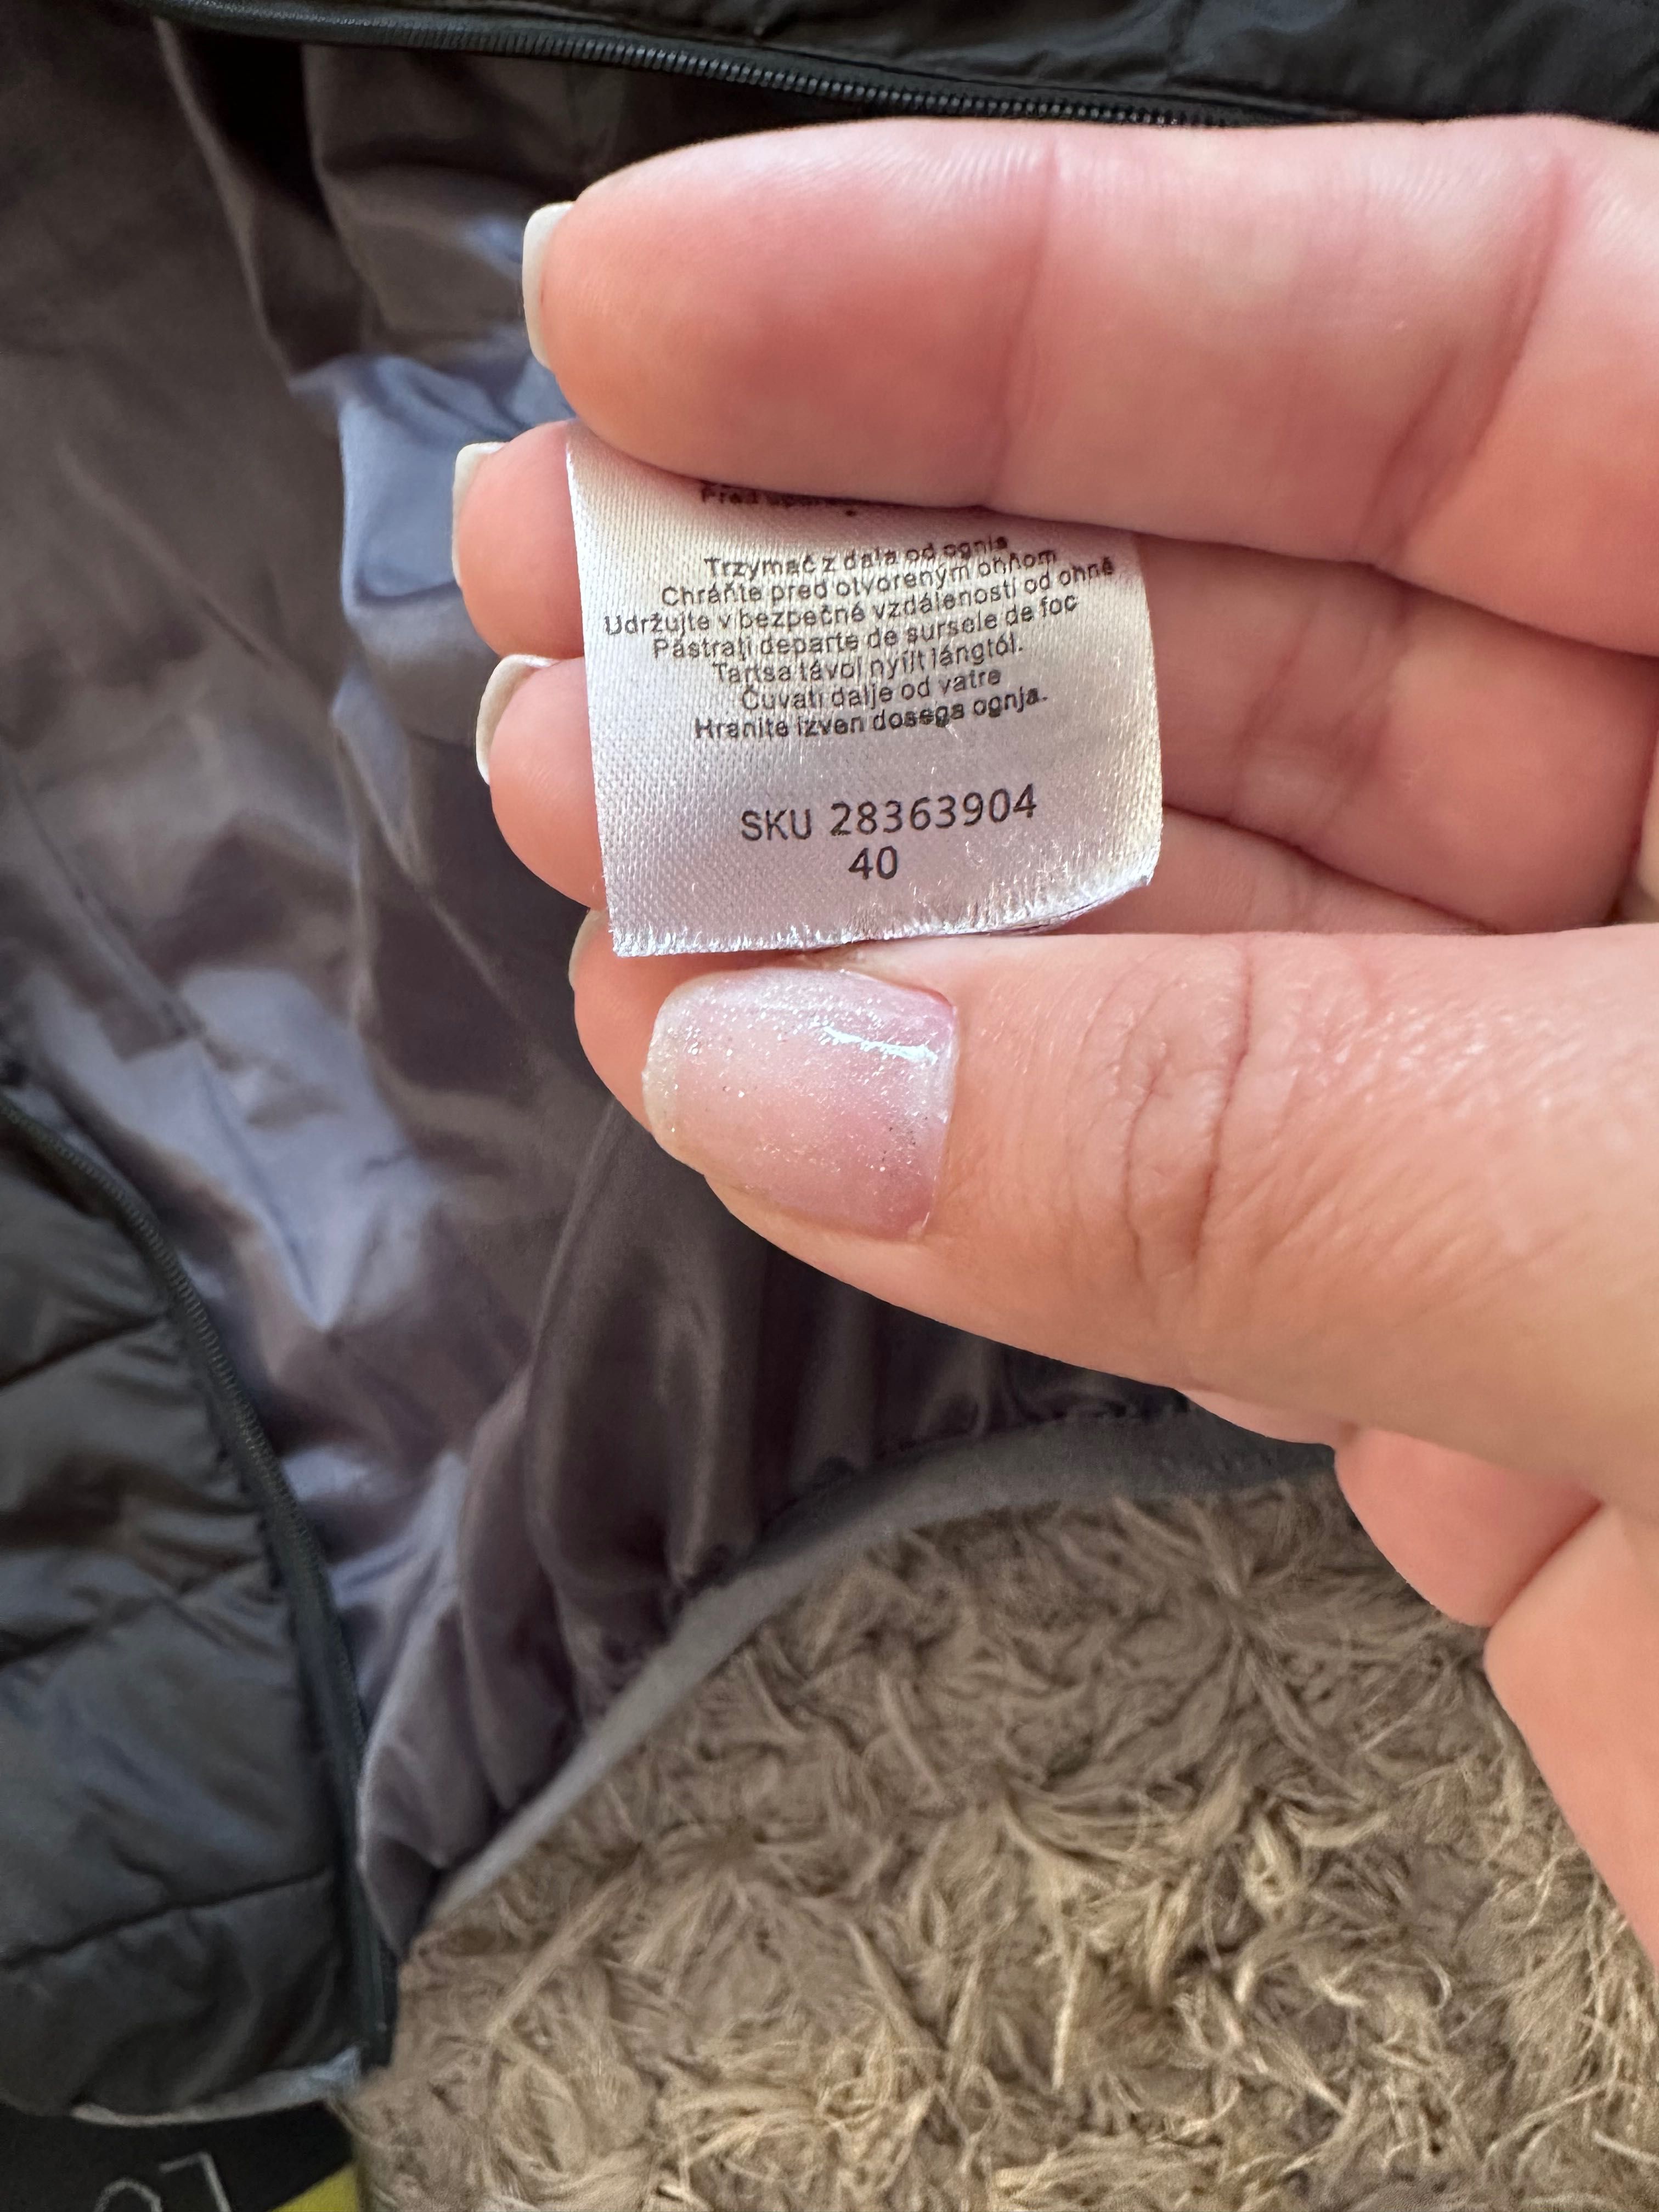 Pred
Trzymać z dala od ognia
Chráňte pred otvoreným ohňom
Udržujte v bezpečné vzdálenosti od ohně
Păstrați departe de sursele de foc
Tartsa távol nyílt lángtól.
Čuvati dalje od vatre
Hranite izven dosega ognja.
SKU 28363904
40